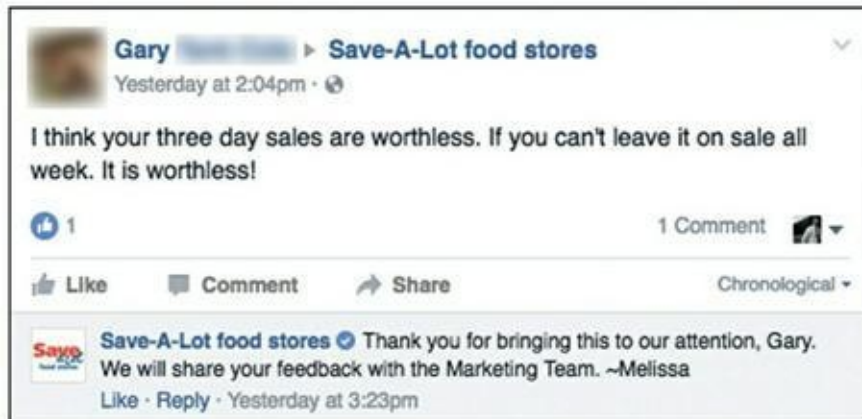 Gary Save-A-Lot food stores
Yesterday at 2:04pm ·
I think your three day sales are worthless. If you can't leave it on sale all
week. It is worthless!
1 1 Comment
Like Comment Share Chronological
Save Save-A-Lot food stores Thank you for bringing this to our attention, Gary.
We will share your feedback with the Marketing Team. ~Melissa
Like · Reply · Yesterday at 3:23pm